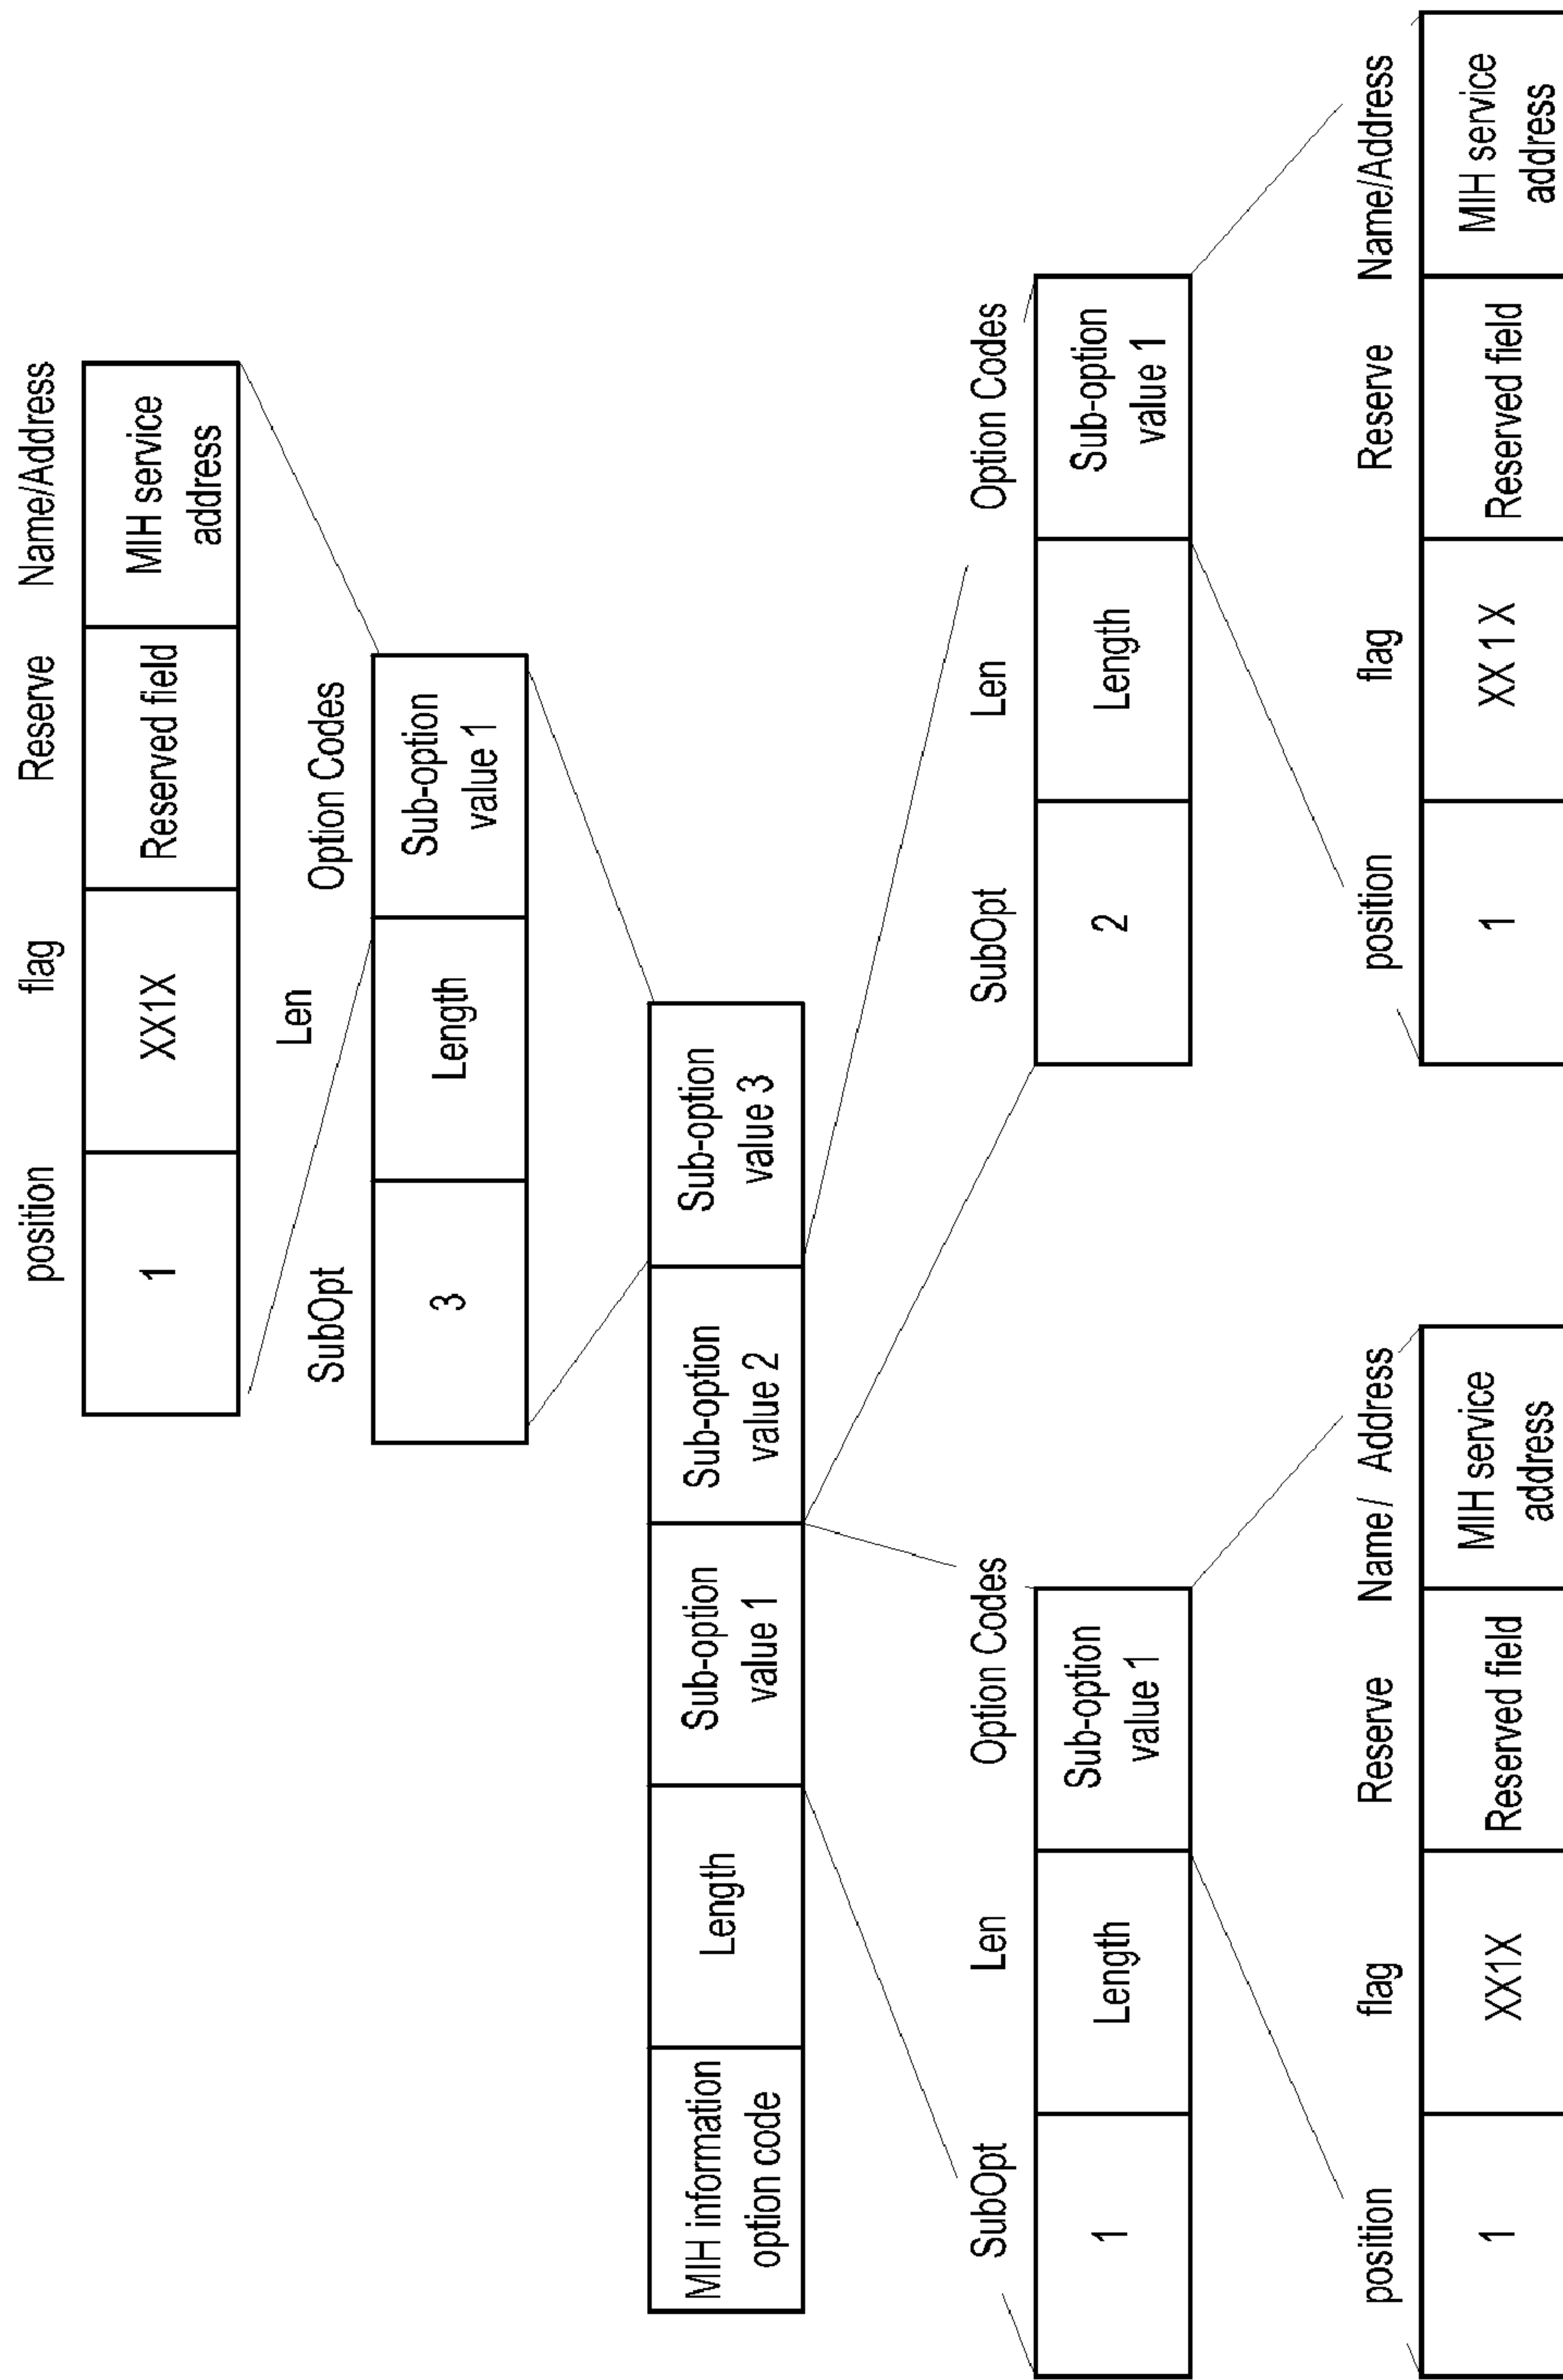 position flag Reserve Name/Address
1
XX1X
Reserved field
MIH service
address
SubOpt Len Option Codes
3
Length
Sub-option
value 1
MIH information
option code
Length
Sub-option
value 1
Sub-option
value 2
Sub-option
value 3
SubOpt Len Option Codes
1
Length
Sub-option
value 1
SubOpt Len Option Codes
2
Length
Sub-option
value 1
position flag Reserve Name / Address
1
XX1X
Reserved field
MIH service
address
position flag Reserve Name/Address
1
XX 1 X
Reserved field
MIH service
address